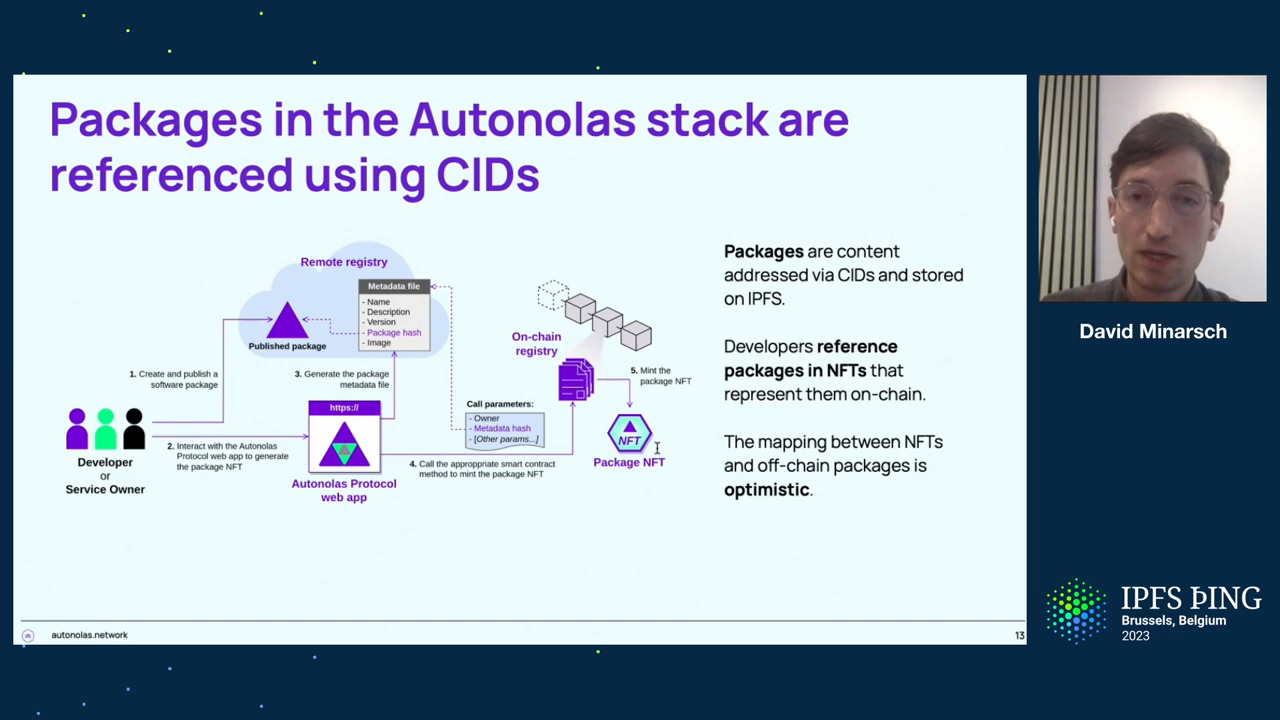 Packages in the Autonolas stack are
referenced using CIDs
Remote registry
Metadata file
- Name
- Description
- Version
- Package hash
- Image
Published package
1. Create and publish a
software package
3. Generate the package
metadata file
https://
2. Interact with the Autonolas
Protocol web app to generate
the package NFT
Developer
or
Service Owner
Autonolas Protocol
web app
Call parameters:
- Owner
- Metadata hash
- [Other params...]
4. Call the appropriate smart contract
method to mint the package NFT
On-chain
registry
5. Mint the
package NFT
NFT
Package NFT
Packages are content
addressed via CIDs and stored
on IPFS.
Developers reference
packages in NFTs that
represent them on-chain.
The mapping between NFTs
and off-chain packages is
optimistic.
autonolas.network
13
David Minarsch
IPFS ÞING
Brussels, Belgium
2023